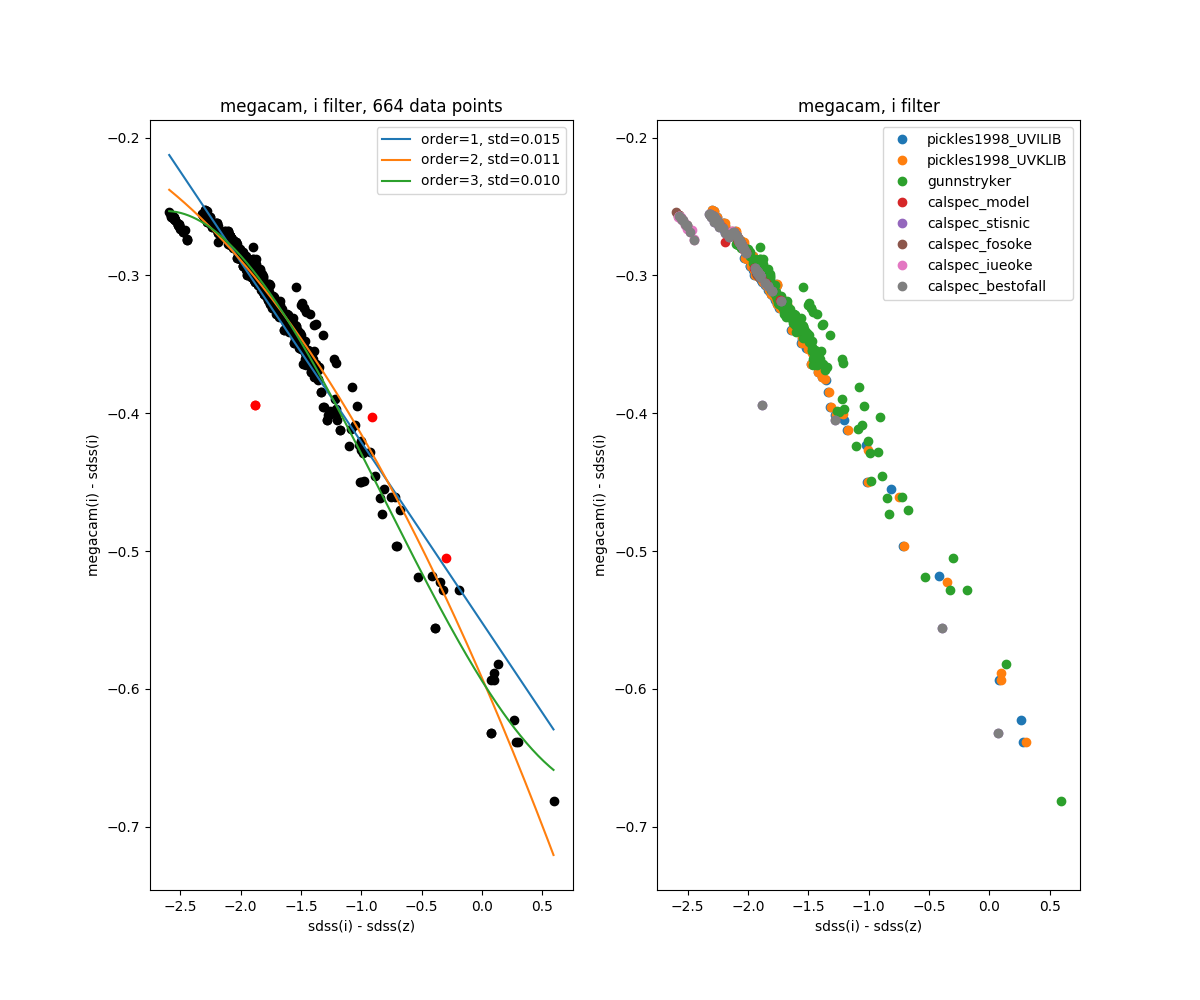 megacam, i filter, 664 data points
order=1, std=0.015
order=2, std=0.011
order=3, std=0.010
−0.2
−0.3
−0.4
−0.5
−0.6
−0.7
megacam(i) - sdss(i)
−2.5 −2.0 −1.5 −1.0 −0.5 0.0 0.5
sdss(i) - sdss(z)
megacam, i filter
pickles1998_UVILIB
pickles1998_UVKLIB
gunnstryker
calspec_model
calspec_stisnic
calspec_fosoke
calspec_iueoke
calspec_bestofall
−0.2
−0.3
−0.4
−0.5
−0.6
−0.7
megacam(i) - sdss(i)
−2.5 −2.0 −1.5 −1.0 −0.5 0.0 0.5
sdss(i) - sdss(z)